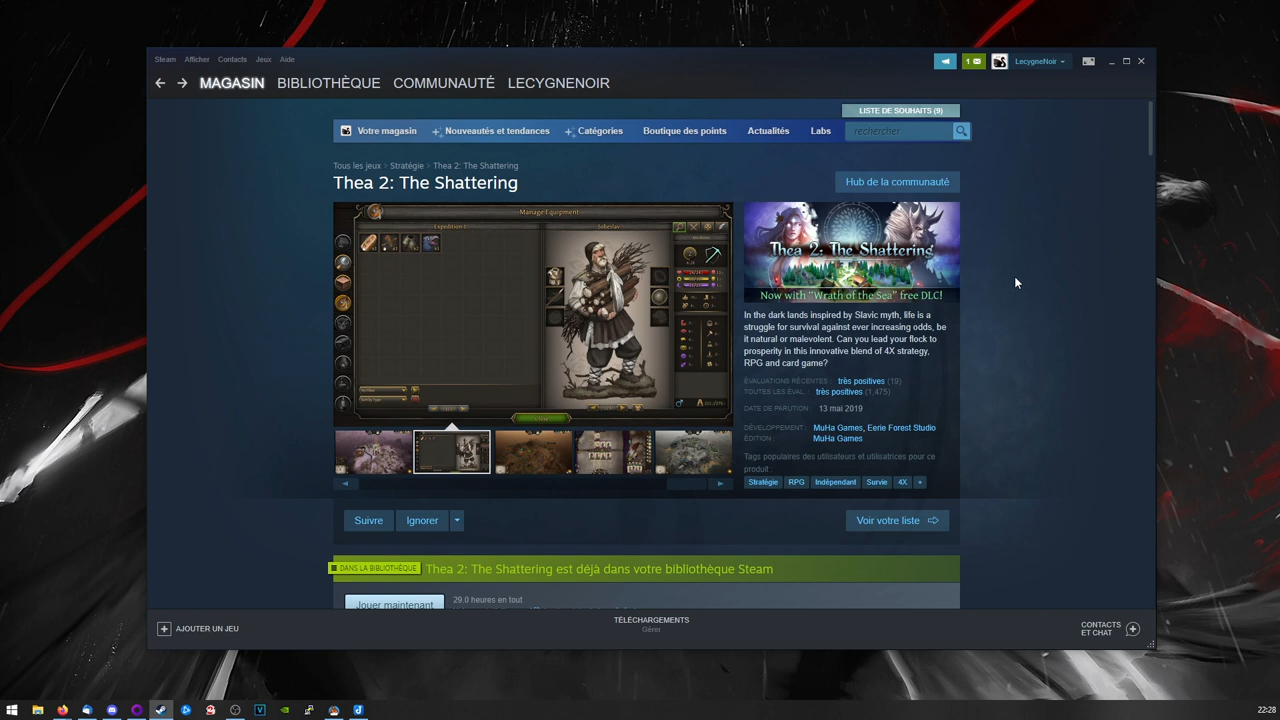 Steam Afficher Contacts Jeux Aide
1
LecygneNoir
MAGASIN BIBLIOTHÈQUE COMMUNAUTÉ LECYGNENOIR
LISTE DE SOUHAITS (9)
Votre magasin Nouveautés et tendances Catégories Boutique des points Actualités Labs rechercher
Tous les jeux > Stratégie > Thea 2: The Shattering
Thea 2: The Shattering
Hub de la communauté
Manage Equipment
Thea 2: The Shattering
Now with "Wrath of the Sea" free DLC!
In the dark lands inspired by Slavic myth, life is a
struggle for survival against ever increasing odds, be
it natural or malevolent. Can you lead your flock to
prosperity in this innovative blend of 4X strategy,
RPG and card game?
ÉVALUATIONS RÉCENTES : très positives (19)
TOUTES LES ÉVAL. : très positives (1,475)
DATE DE PARUTION : 13 mai 2019
DÉVELOPPEMENT : MuHa Games, Eerie Forest Studio
ÉDITION : MuHa Games
Tags populaires des utilisateurs et utilisatrices pour ce
produit :
Stratégie RPG Indépendant Survie 4X +
Suivre Ignorer Voir votre liste
DANS LA BIBLIOTHÈQUE Thea 2: The Shattering est déjà dans votre bibliothèque Steam
Jouer maintenant 29.0 heures en tout
AJOUTER UN JEU
TÉLÉCHARGEMENTS
Gérer
CONTACTS
ET CHAT
22:28